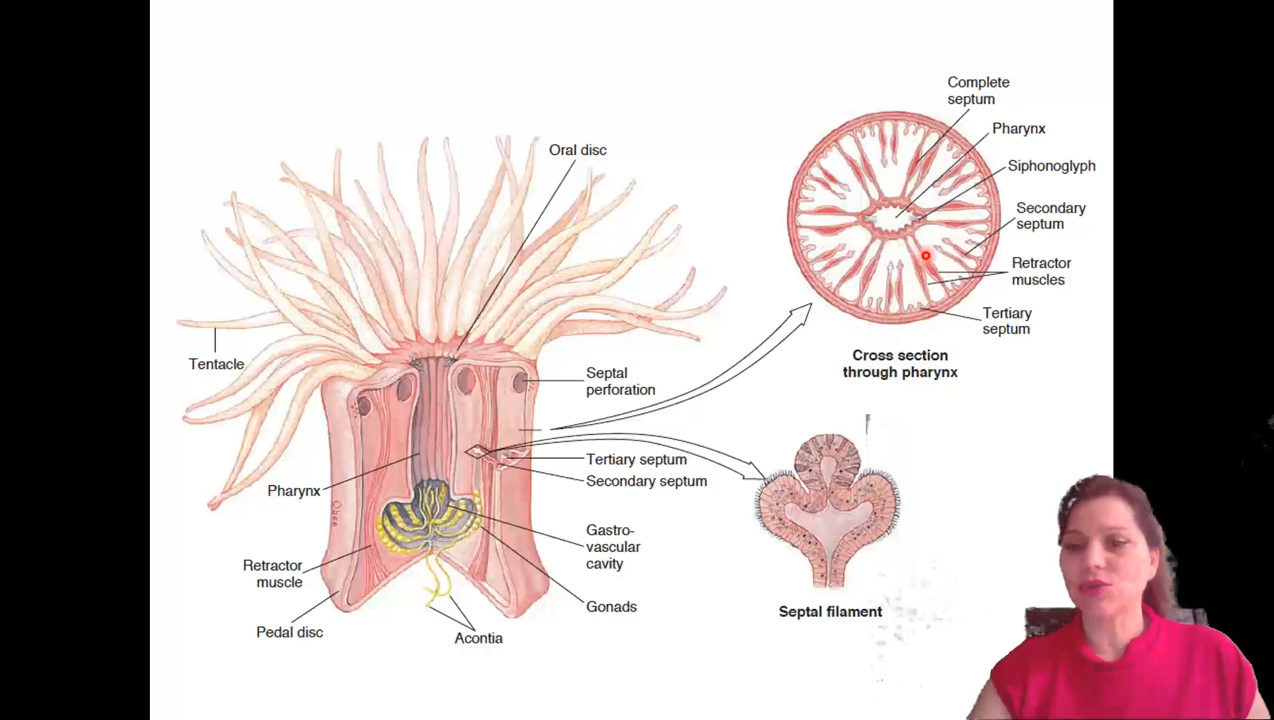 Oral disc
Tentacle
Septal
perforation
Tertiary septum
Secondary septum
Pharynx
Gastro-
vascular
cavity
Retractor
muscle
Gonads
Pedal disc
Acontia
Complete
septum
Pharynx
Siphonoglyph
Secondary
septum
Retractor
muscles
Tertiary
septum
Cross section
through pharynx
Septal filament